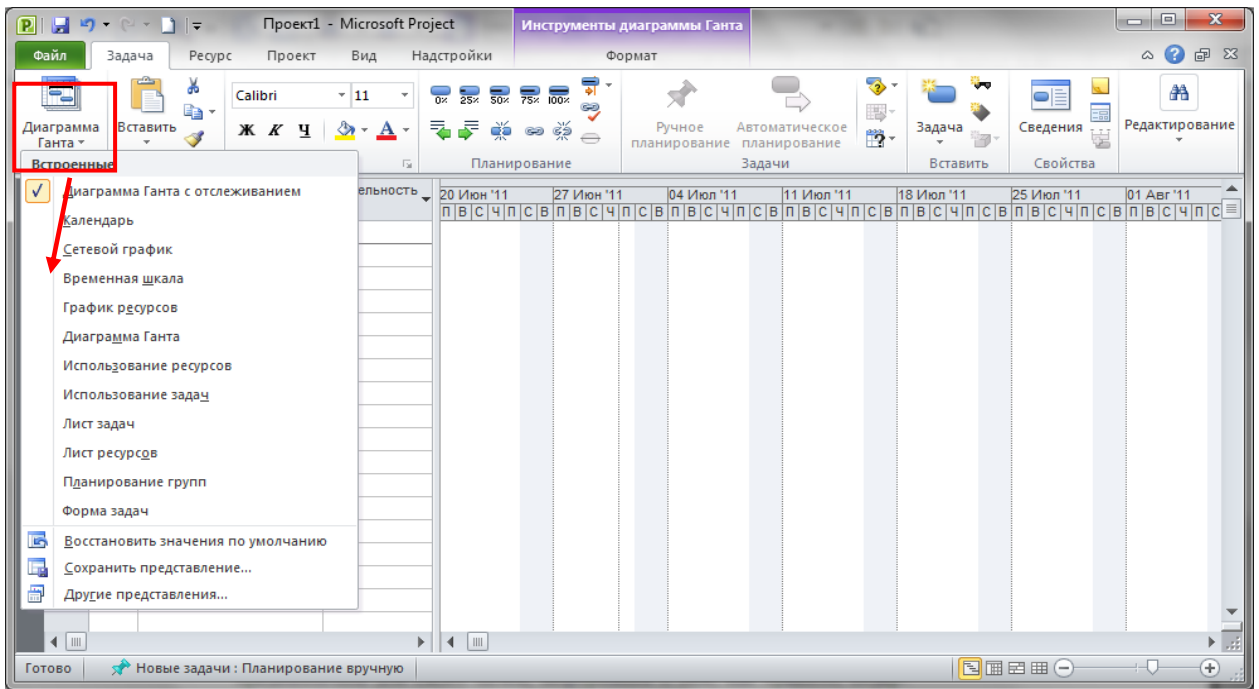 Проект1 - Microsoft Project
Инструменты диаграммы Ганта
Файл Задача Ресурс Проект Вид Надстройки Формат
Диаграмма Ганта
Вставить
Calibri 11
Ж К Ч
0% 25% 50% 75% 100%
Ручное планирование
Автоматическое планирование
Задача
Сведения
Редактирование
Планирование Задачи Вставить Свойства
Встроенные
Диаграмма Ганта с отслеживанием
Календарь
Сетевой график
Временная шкала
График ресурсов
Диаграмма Ганта
Использование ресурсов
Использование задач
Лист задач
Лист ресурсов
Планирование групп
Форма задач
Восстановить значения по умолчанию
Сохранить представление...
Другие представления...
ельность
20 Июн '11 27 Июн '11 04 Июл '11 11 Июл '11 18 Июл '11 25 Июл '11 01 Авг '11
П В С Ч П С В П В С Ч П С В П В С Ч П С В П В С Ч П С В П В С Ч П С В П В С Ч П С В П В С Ч П С
Готово Новые задачи : Планирование вручную